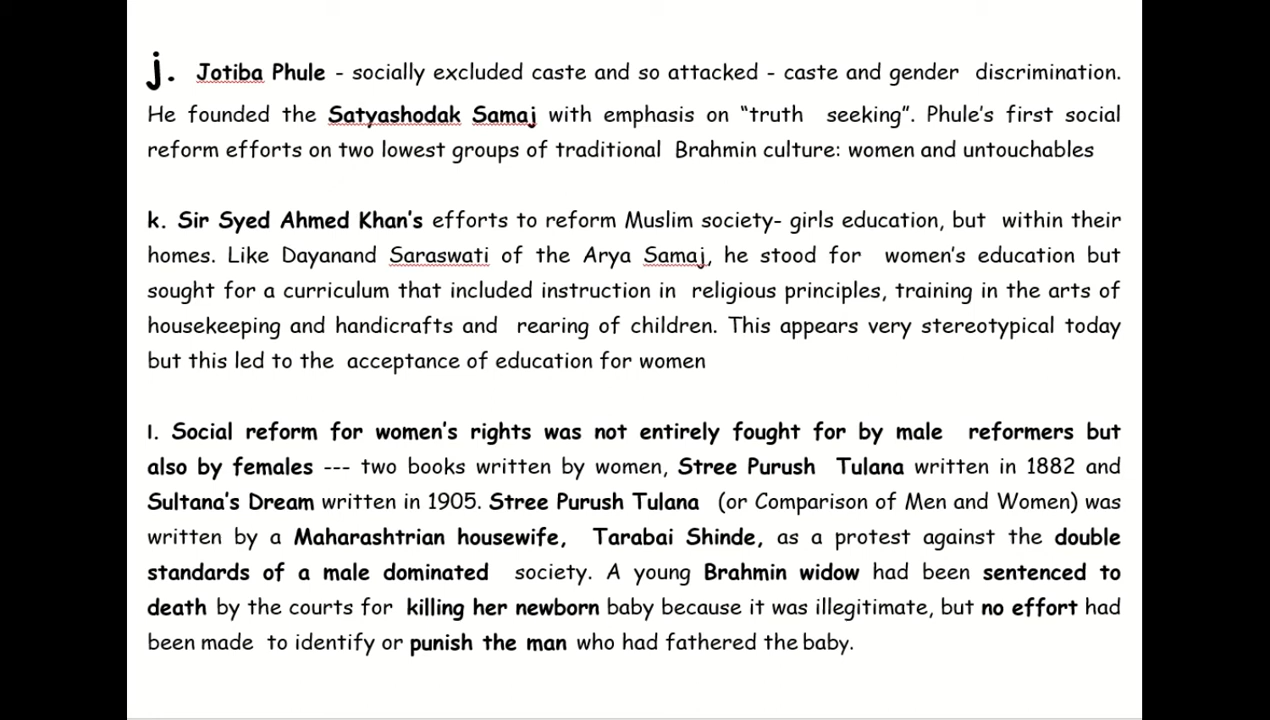 j. Jotiba Phule - socially excluded caste and so attacked - caste and gender discrimination.
He founded the Satyashodak Samaj with emphasis on “truth seeking”. Phule’s first social
reform efforts on two lowest groups of traditional Brahmin culture: women and untouchables
k. Sir Syed Ahmed Khan’s efforts to reform Muslim society- girls education, but within their
homes. Like Dayanand Saraswati of the Arya Samaj, he stood for women’s education but
sought for a curriculum that included instruction in religious principles, training in the arts of
housekeeping and handicrafts and rearing of children. This appears very stereotypical today
but this led to the acceptance of education for women
l. Social reform for women’s rights was not entirely fought for by male reformers but
also by females --- two books written by women, Stree Purush Tulana written in 1882 and
Sultana’s Dream written in 1905. Stree Purush Tulana (or Comparison of Men and Women) was
written by a Maharashtrian housewife, Tarabai Shinde, as a protest against the double
standards of a male dominated society. A young Brahmin widow had been sentenced to
death by the courts for killing her newborn baby because it was illegitimate, but no effort had
been made to identify or punish the man who had fathered the baby.